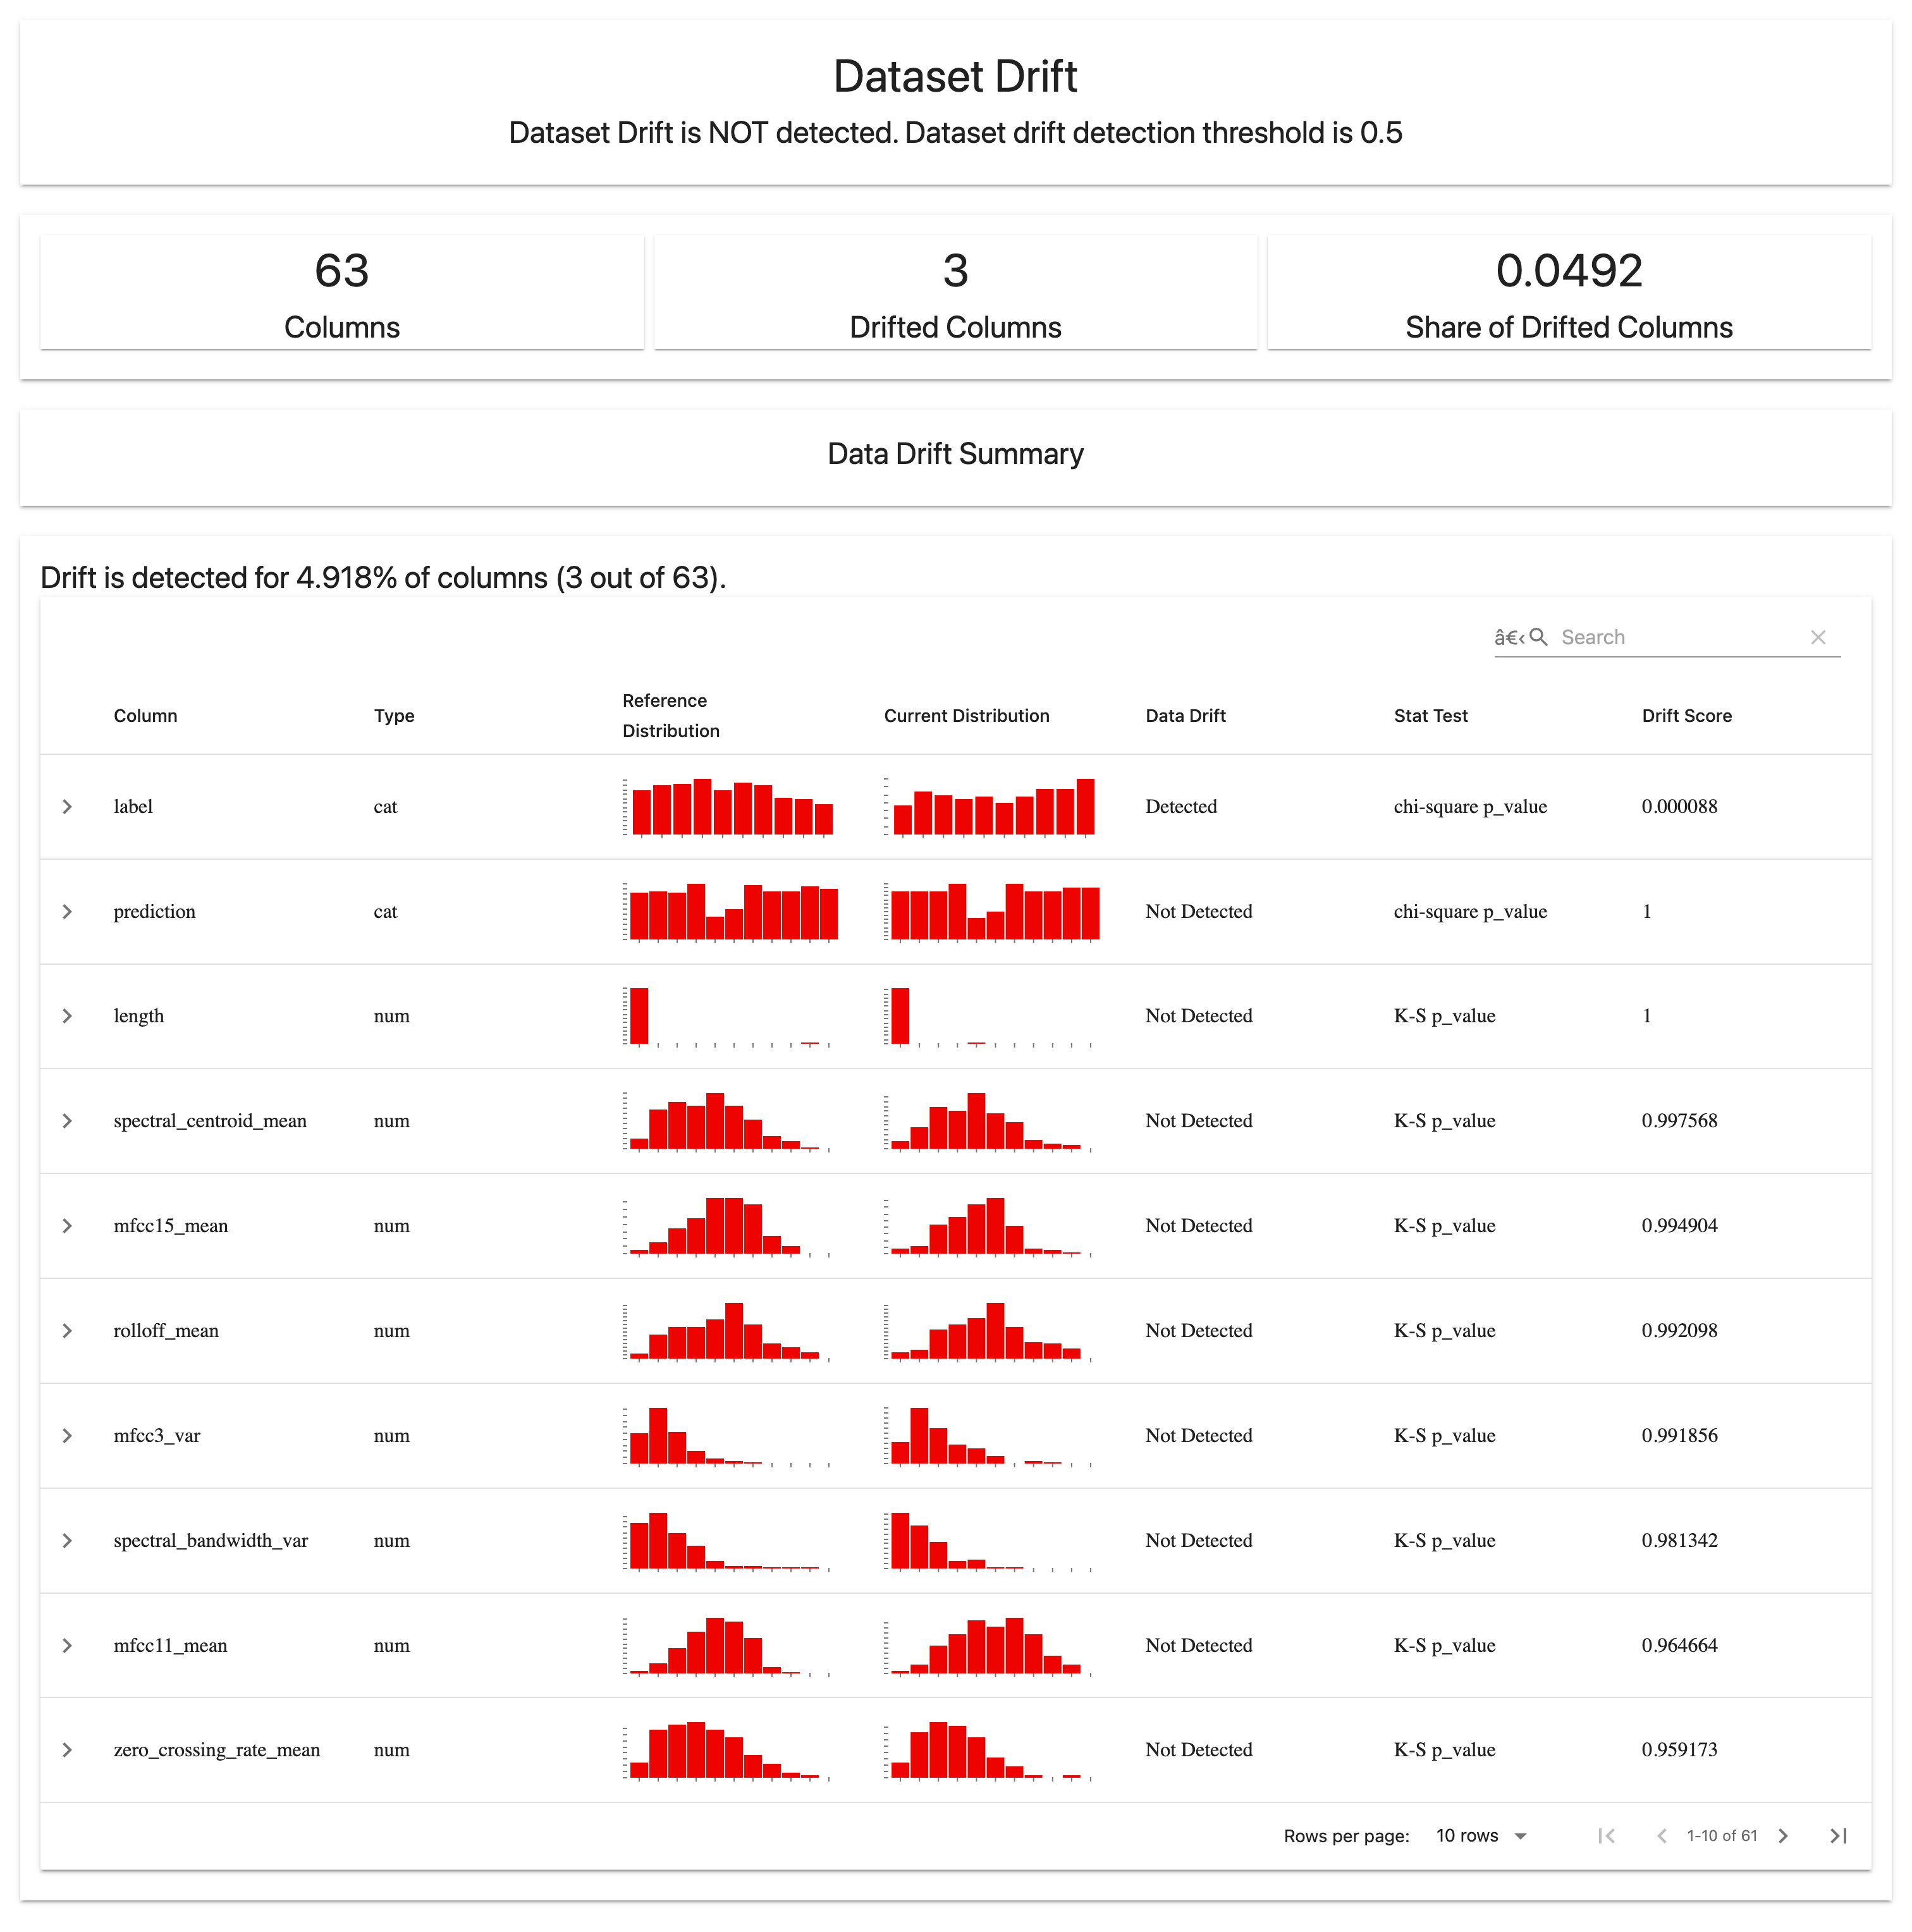 Dataset Drift
Dataset Drift is NOT detected. Dataset drift detection threshold is 0.5
63
Columns
3
Drifted Columns
0.0492
Share of Drifted Columns
Data Drift Summary
Drift is detected for 4.918% of columns (3 out of 63).
â€‹ Search
Column Type Reference Distribution Current Distribution Data Drift Stat Test Drift Score
label cat Detected chi-square p_value 0.000088
prediction cat Not Detected chi-square p_value 1
length num Not Detected K-S p_value 1
spectral_centroid_mean num Not Detected K-S p_value 0.997568
mfcc15_mean num Not Detected K-S p_value 0.994904
rolloff_mean num Not Detected K-S p_value 0.992098
mfcc3_var num Not Detected K-S p_value 0.991856
spectral_bandwidth_var num Not Detected K-S p_value 0.981342
mfcc11_mean num Not Detected K-S p_value 0.964664
zero_crossing_rate_mean num Not Detected K-S p_value 0.959173
Rows per page: 10 rows 1-10 of 61